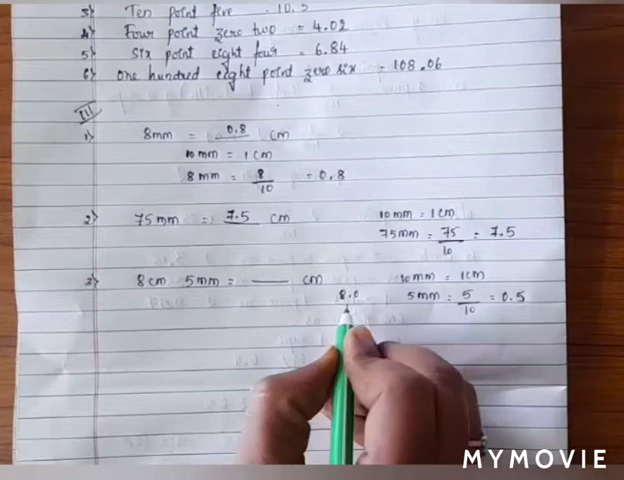 3) Ten point five = 10.5
4) Four point zero two = 4.02
5) Six point eight four = 6.84
6) One hundred eight point zero six = 108.06
III
1) 8mm = 0.8 cm
10 mm = 1 cm
8 mm = 8/10 = 0.8
2) 75 mm = 7.5 cm 10 mm = 1 cm
75 mm = 75/10 = 7.5
3) 8 cm 5 mm = ____ cm 10 mm = 1 cm
8.0 5 mm = 5/10 = 0.5
MYMOVIE